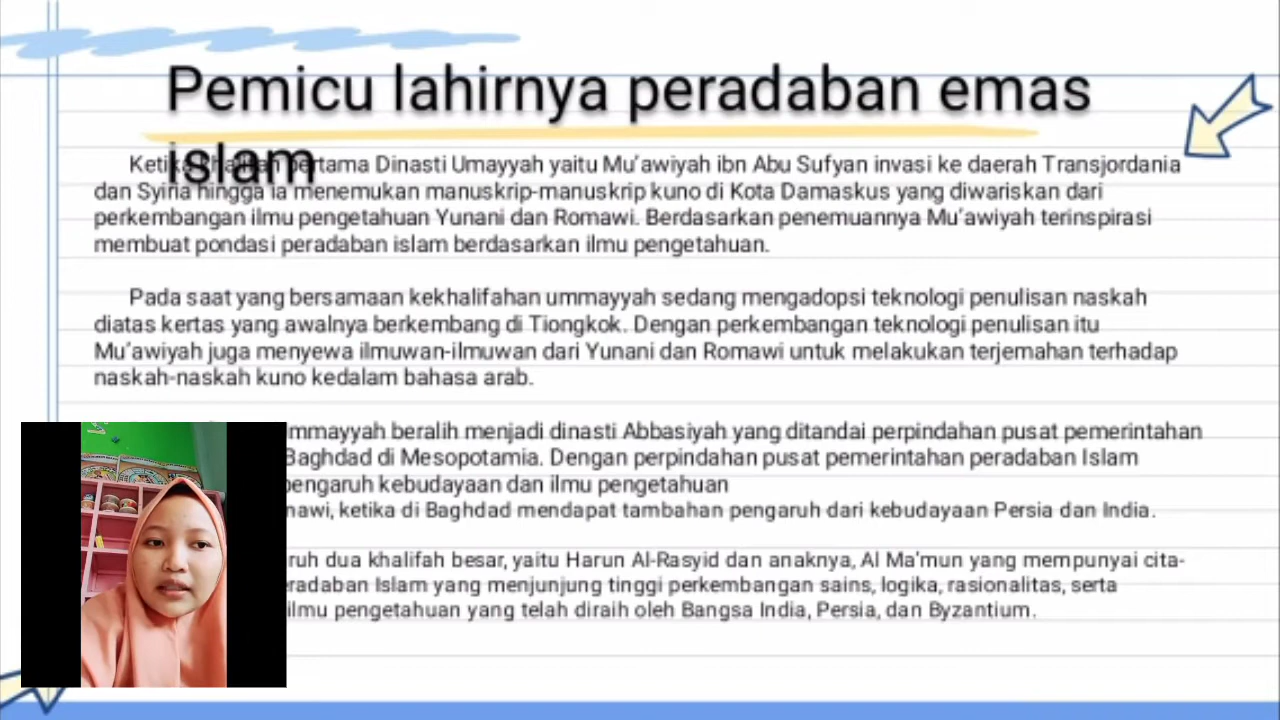 Pemicu lahirnya peradaban emas
islam
Ketika khalifah pertama Dinasti Umayyah yaitu Mu'awiyah ibn Abu Sufyan invasi ke daerah Transjordania
dan Syiria hingga ia menemukan manuskrip-manuskrip kuno di Kota Damaskus yang diwariskan dari
perkembangan ilmu pengetahuan Yunani dan Romawi. Berdasarkan penemuannya Mu'awiyah terinspirasi
membuat pondasi peradaban islam berdasarkan ilmu pengetahuan.
Pada saat yang bersamaan kekhalifahan ummayyah sedang mengadopsi teknologi penulisan naskah
diatas kertas yang awalnya berkembang di Tiongkok. Dengan perkembangan teknologi penulisan itu
Mu'awiyah juga menyewa ilmuwan-ilmuwan dari Yunani dan Romawi untuk melakukan terjemahan terhadap
naskah-naskah kuno kedalam bahasa arab.
mmayyah beralih menjadi dinasti Abbasiyah yang ditandai perpindahan pusat pemerintahan
Baghdad di Mesopotamia. Dengan perpindahan pusat pemerintahan peradaban Islam
pengaruh kebudayaan dan ilmu pengetahuan
mawi, ketika di Baghdad mendapat tambahan pengaruh dari kebudayaan Persia dan India.
ruh dua khalifah besar, yaitu Harun Al-Rasyid dan anaknya, Al Ma'mun yang mempunyai cita-
eradaban Islam yang menjunjung tinggi perkembangan sains, logika, rasionalitas, serta
ilmu pengetahuan yang telah diraih oleh Bangsa India, Persia, dan Byzantium.